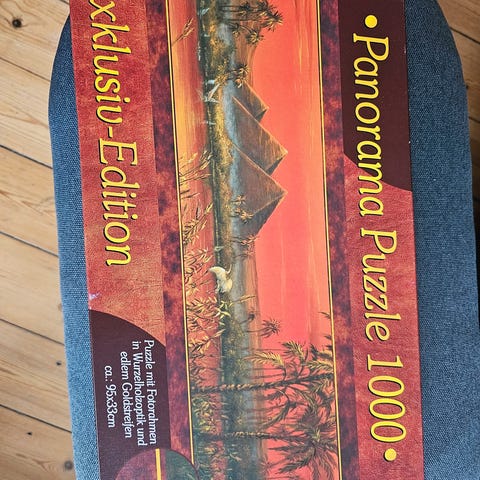 • Panorama Puzzle 1000 •
xklusiv-Edition
Puzzle mit Fotorahmen
in Wurzelholzoptik und
edlem Goldstreifen
ca.: 95x33cm